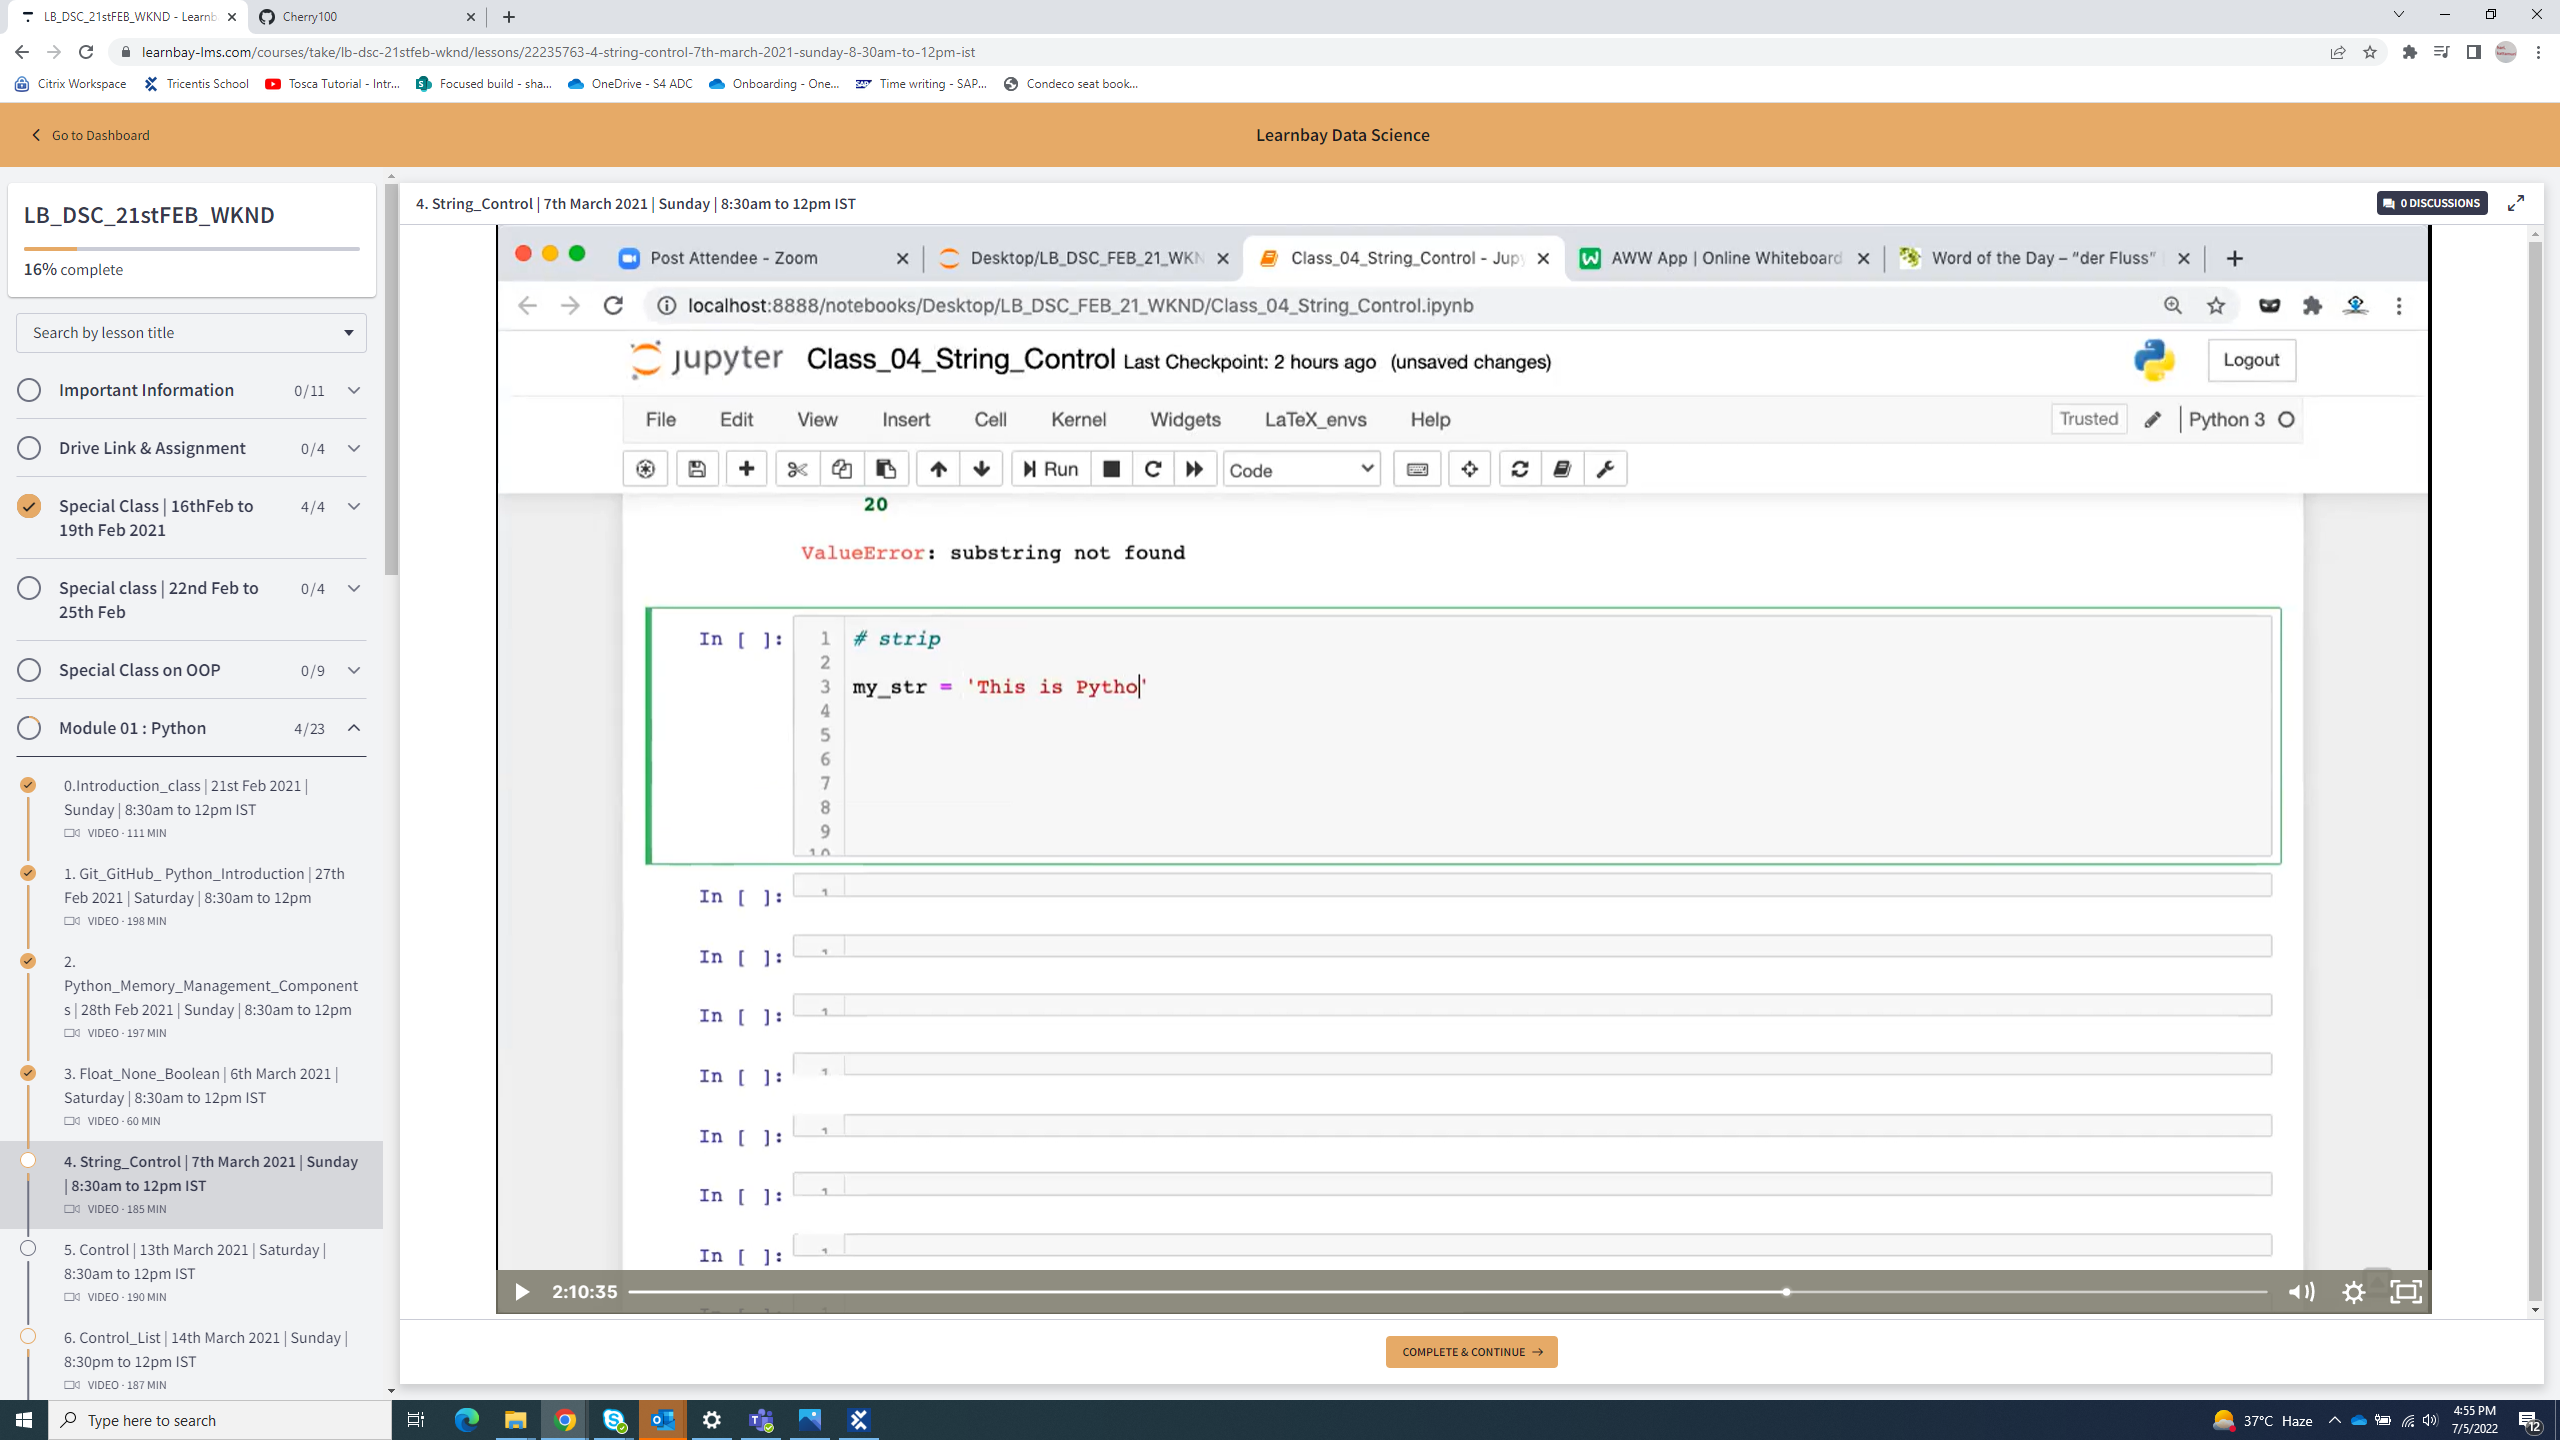 LB_DSC_21stFEB_WKND - Learnb
Cherry100
learnbay-lms.com/courses/take/lb-dsc-21stfeb-wknd/lessons/22235763-4-string-control-7th-march-2021-sunday-8-30am-to-12pm-ist
Citrix Workspace
Tricentis School
Tosca Tutorial - Intr...
Focused build - sha...
OneDrive - S4 ADC
Onboarding - One...
Time writing - SAP...
Condeco seat book...
Go to Dashboard
Learnbay Data Science
LB_DSC_21stFEB_WKND
16% complete
Search by lesson title
Important Information 0/11
Drive Link & Assignment 0/4
Special Class | 16thFeb to 4/4
19th Feb 2021
Special class | 22nd Feb to 0/4
25th Feb
Special Class on OOP 0/9
Module 01 : Python 4/23
0.Introduction_class | 21st Feb 2021 |
Sunday | 8:30am to 12pm IST
VIDEO · 111 MIN
1. Git_GitHub_ Python_Introduction | 27th
Feb 2021 | Saturday | 8:30am to 12pm
VIDEO · 198 MIN
2.
Python_Memory_Management_Component
s | 28th Feb 2021 | Sunday | 8:30am to 12pm
VIDEO · 197 MIN
3. Float_None_Boolean | 6th March 2021 |
Saturday | 8:30am to 12pm IST
VIDEO · 60 MIN
4. String_Control | 7th March 2021 | Sunday
| 8:30am to 12pm IST
VIDEO · 185 MIN
5. Control | 13th March 2021 | Saturday |
8:30am to 12pm IST
VIDEO · 190 MIN
6. Control_List | 14th March 2021 | Sunday |
8:30pm to 12pm IST
VIDEO · 187 MIN
4. String_Control | 7th March 2021 | Sunday | 8:30am to 12pm IST
0 DISCUSSIONS
Post Attendee - Zoom
Desktop/LB_DSC_FEB_21_WKN
Class_04_String_Control - Jupy
AWW App | Online Whiteboard
Word of the Day – “der Fluss”
localhost:8888/notebooks/Desktop/LB_DSC_FEB_21_WKND/Class_04_String_Control.ipynb
jupyter Class_04_String_Control Last Checkpoint: 2 hours ago (unsaved changes)
Logout
File Edit View Insert Cell Kernel Widgets LaTeX_envs Help
Trusted Python 3
Run
Code
20
ValueError: substring not found
In [ ]: 1 # strip
2
3 my_str = 'This is Pytho'
4
5
6
7
8
9
10
In [ ]: 1
In [ ]: 1
In [ ]: 1
In [ ]: 1
In [ ]: 1
In [ ]: 1
In [ ]: 1
2:10:35
COMPLETE & CONTINUE
Type here to search
37°C Haze
4:55 PM
7/5/2022
12